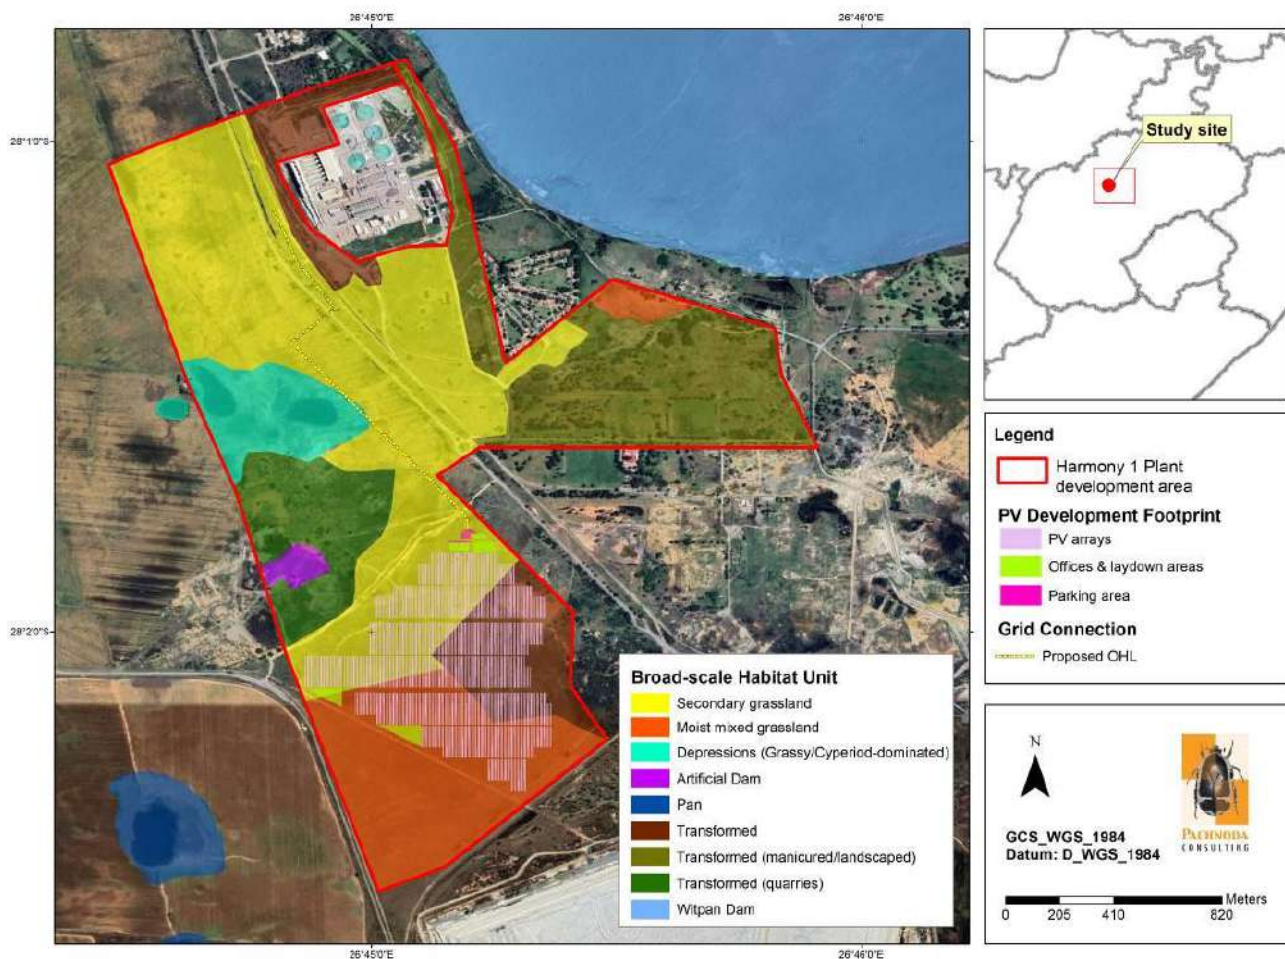 26°45'0"E
26°46'0"E
28°1'0"S
28°2'0"S
26°45'0"E
26°46'0"E
Study site
Legend
Harmony 1 Plant
development area
PV Development Footprint
PV arrays
Offices & laydown areas
Parking area
Grid Connection
Proposed OHL
Broad-scale Habitat Unit
Secondary grassland
Moist mixed grassland
Depressions (Grassy/Cyperiod-dominated)
Artificial Dam
Pan
Transformed
Transformed (manicured/landscaped)
Transformed (quarries)
Witpan Dam
N
GCS_WGS_1984
Datum: D_WGS_1984
PACHNODA
CONSULTING
Meters
0 205 410 820